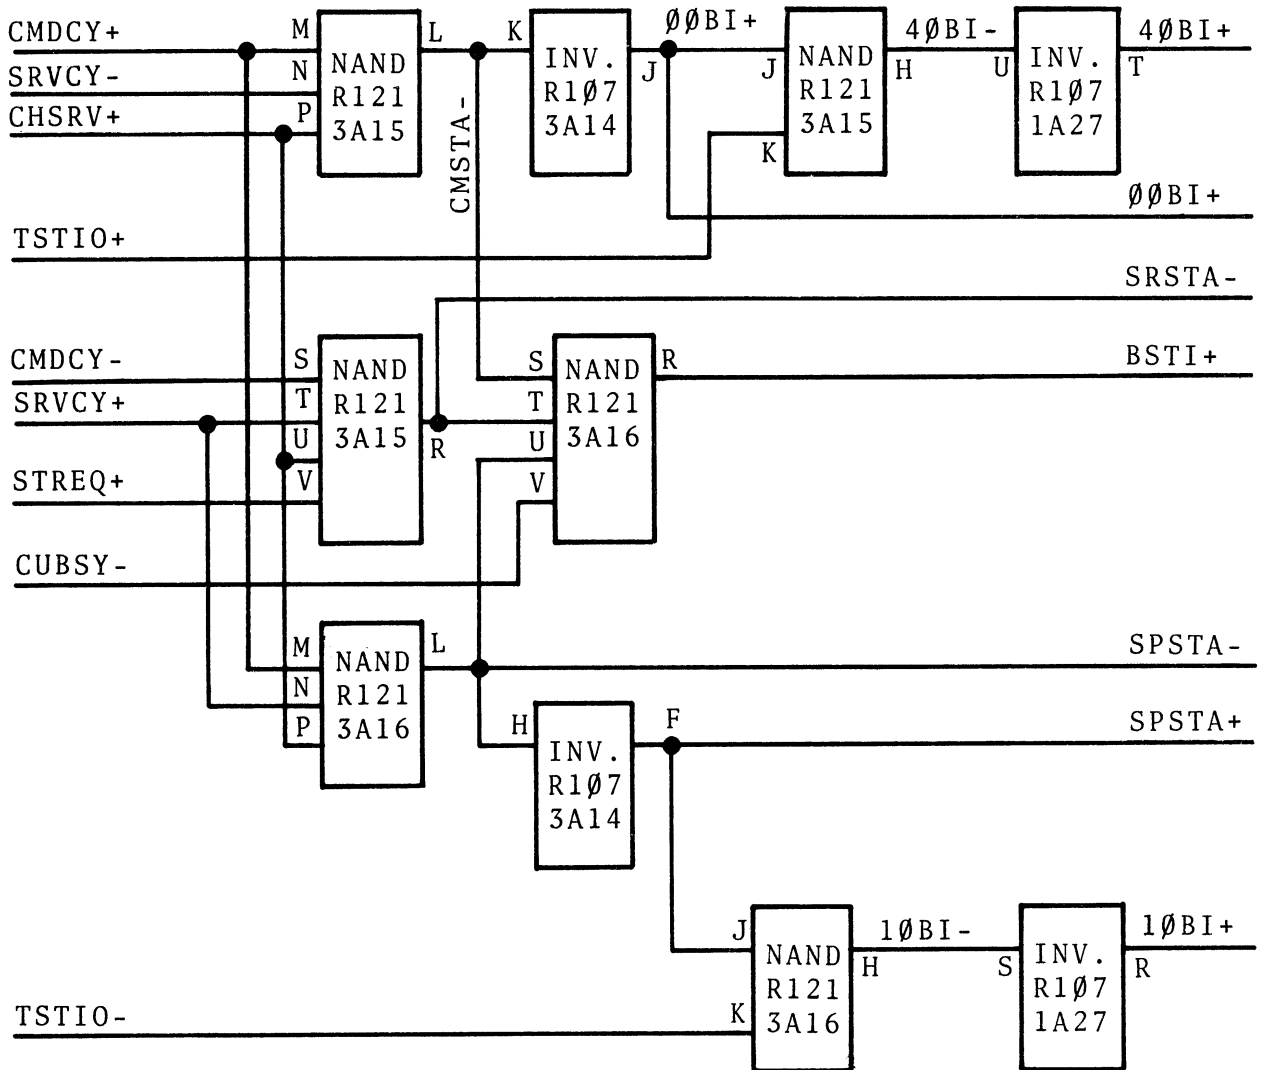 CMDCY+
M
NAND
R121
3A15
L
K
INV.
R1Ø7
3A14
J
ØØBI+
J
NAND
R121
3A15
H
4ØBI-
U
INV.
R1Ø7
1A27
T
4ØBI+
SRVCY-
N
CHSRV+
P
CMSTA-
K
ØØBI+
TSTIO+
SRSTA-
CMDCY-
S
NAND
R121
3A15
R
S
NAND
R121
3A16
R
BSTI+
SRVCY+
T
T
U
U
V
V
STREQ+
CUBSY-
M
NAND
R121
3A16
L
SPSTA-
N
P
H
INV.
R1Ø7
3A14
F
SPSTA+
J
NAND
R121
3A16
H
1ØBI-
S
INV.
R1Ø7
1A27
R
1ØBI+
TSTIO-
K